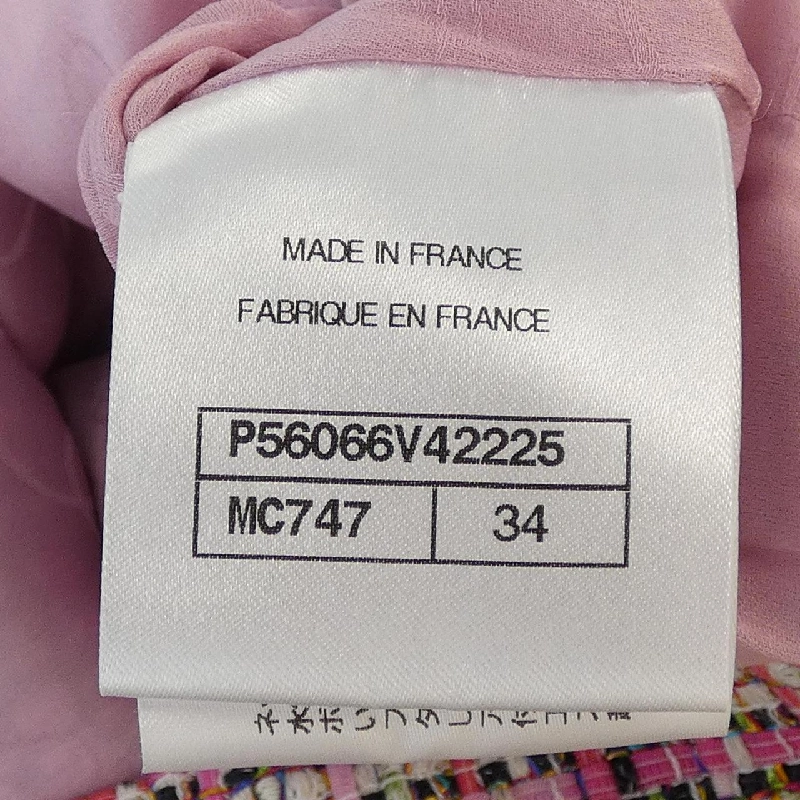 MADE IN FRANCE
FABRIQUE EN FRANCE
P56066V42225
MC747 34